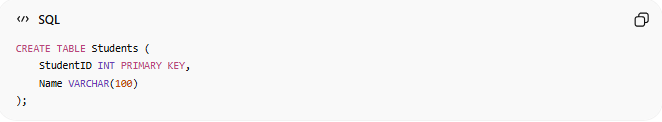 </> SQL
CREATE TABLE Students (
    StudentID INT PRIMARY KEY,
    Name VARCHAR(100)
);